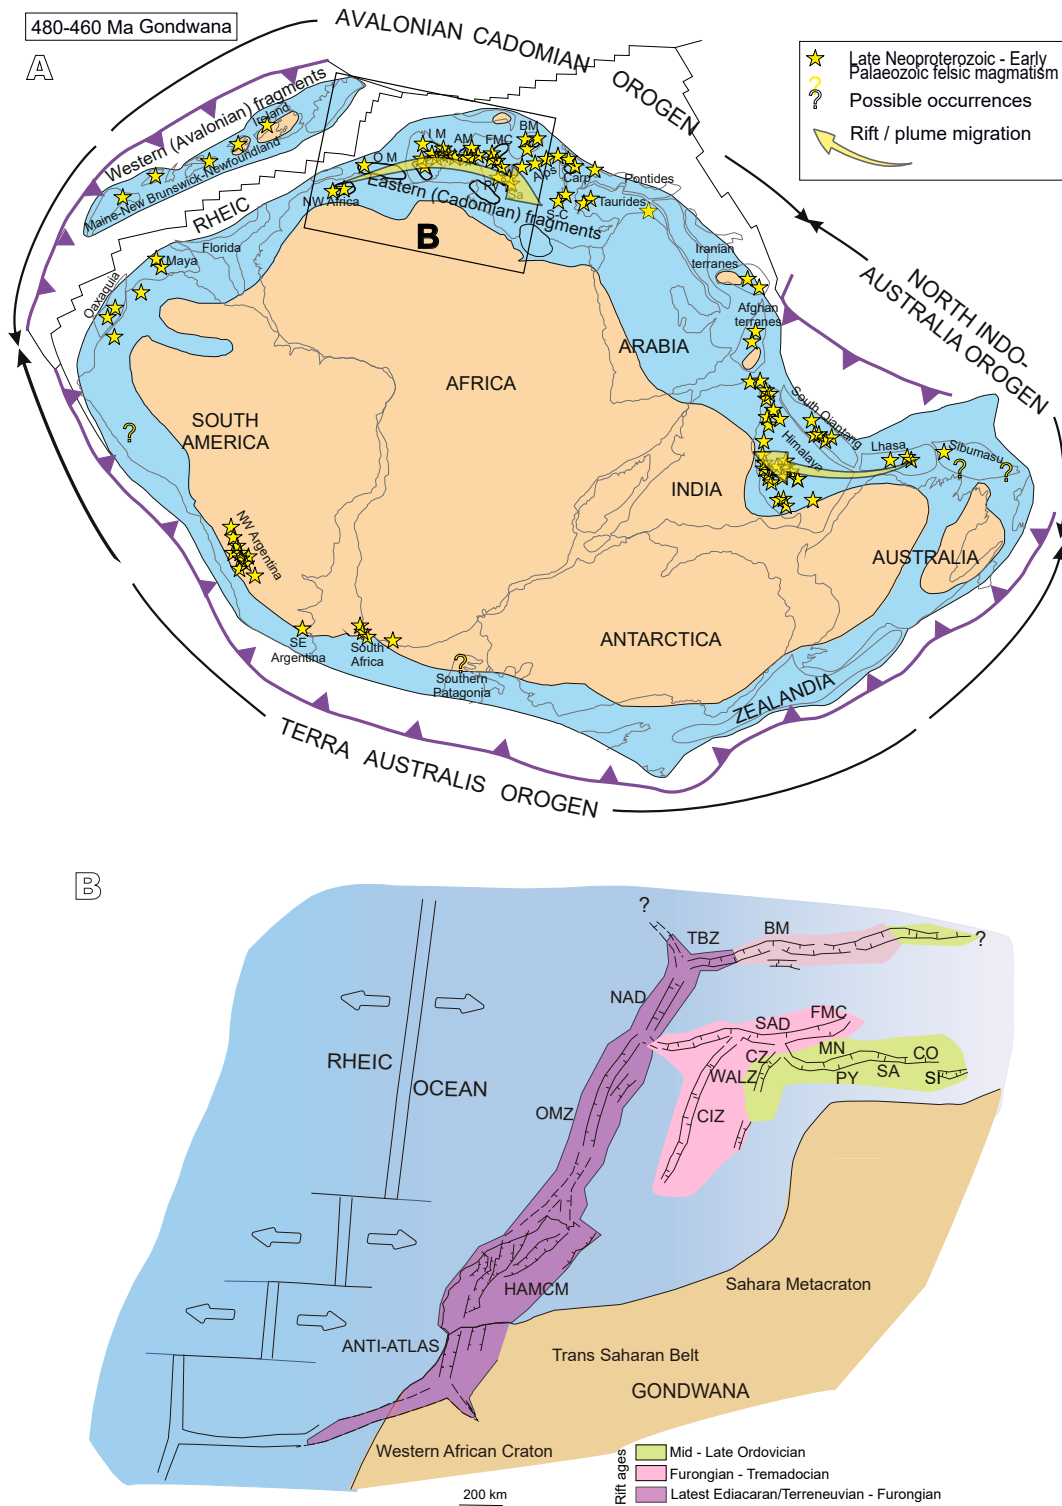 480-460 Ma Gondwana
A
AVALONIAN CADOMIAN OROGEN
Late Neoproterozoic - Early
Palaeozoic felsic magmatism
?
? Possible occurrences
Rift / plume migration
Western (Avalonian) fragments
Ireland
Maine-New Brunswick-Newfoundland
RHEIC
I M
AM
FMC
BM
O M
NW Africa
Eastern (Cadomian) fragments
Py
Sa
Alps
Carp
S-C
Taurides
Pontides
B
Florida
Maya
Oaxaquia
Iranian
terranes
Afghan
terranes
NORTH INDO-
AUSTRALIA OROGEN
ARABIA
AFRICA
SOUTH
AMERICA
?
South Qiantang
Himalaya
Lhasa
Sibumasu
?
?
INDIA
AUSTRALIA
NW Argentina
ANTARCTICA
SE
Argentina
South
Africa
?
Southern
Patagonia
ZEALANDIA
TERRA AUSTRALIS OROGEN
B
?
TBZ
BM
?
NAD
SAD
FMC
RHEIC
OCEAN
CZ
MN
CO
WALZ
PY
SA
SI
OMZ
CIZ
HAMCM
Sahara Metacraton
ANTI-ATLAS
Trans Saharan Belt
GONDWANA
Western African Craton
Rift ages
Mid - Late Ordovician
Furongian - Tremadocian
Latest Ediacaran/Terreneuvian - Furongian
200 km